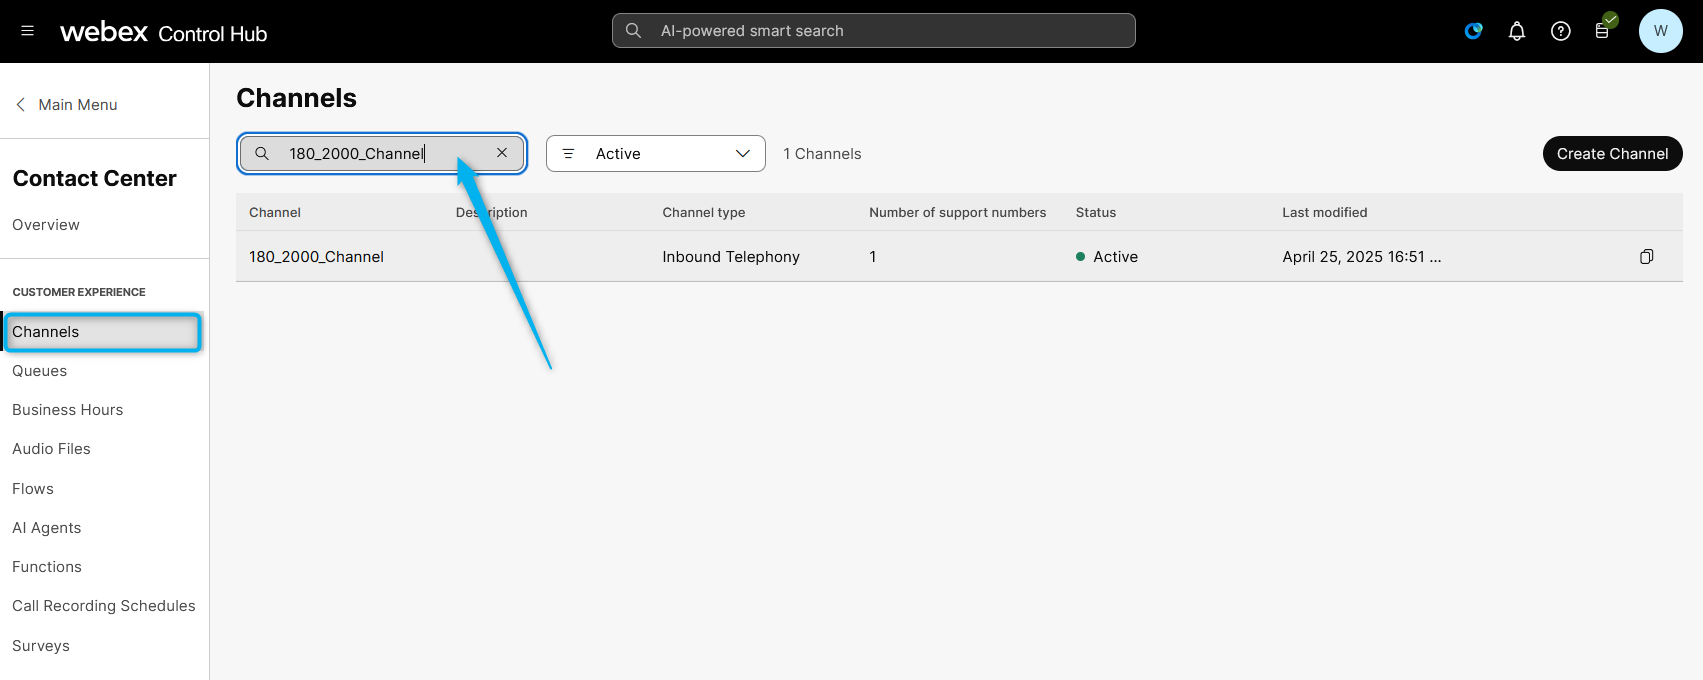 webex Control Hub
AI-powered smart search
W
Main Menu
Contact Center
Overview
CUSTOMER EXPERIENCE
Channels
Queues
Business Hours
Audio Files
Flows
AI Agents
Functions
Call Recording Schedules
Surveys
Channels
180_2000_Channel
Active
1 Channels
Create Channel
Channel Description Channel type Number of support numbers Status Last modified
180_2000_Channel Inbound Telephony 1 Active April 25, 2025 16:51 ...